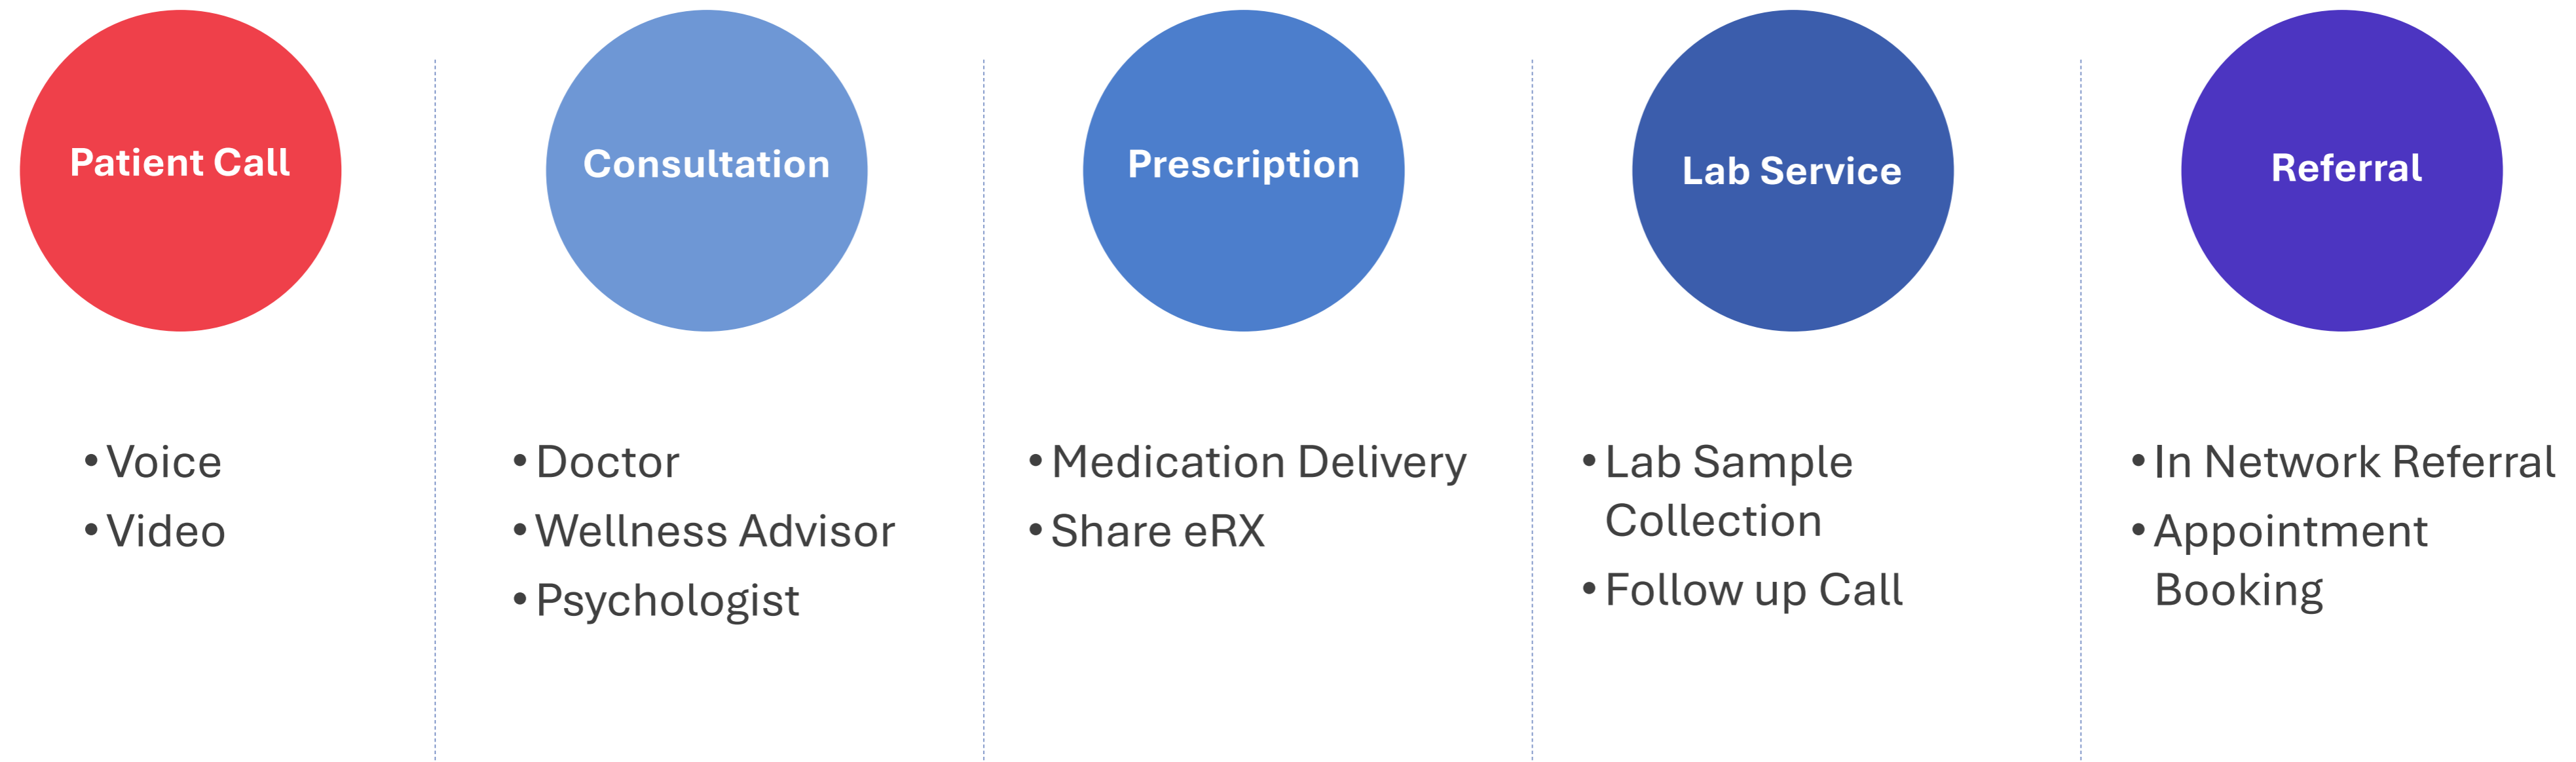 Patient Call
• Voice
• Video
Consultation
• Doctor
• Wellness Advisor
• Psychologist
Prescription
• Medication Delivery
• Share eRX
Lab Service
• Lab Sample
Collection
• Follow up Call
Referral
• In Network Referral
• Appointment
Booking